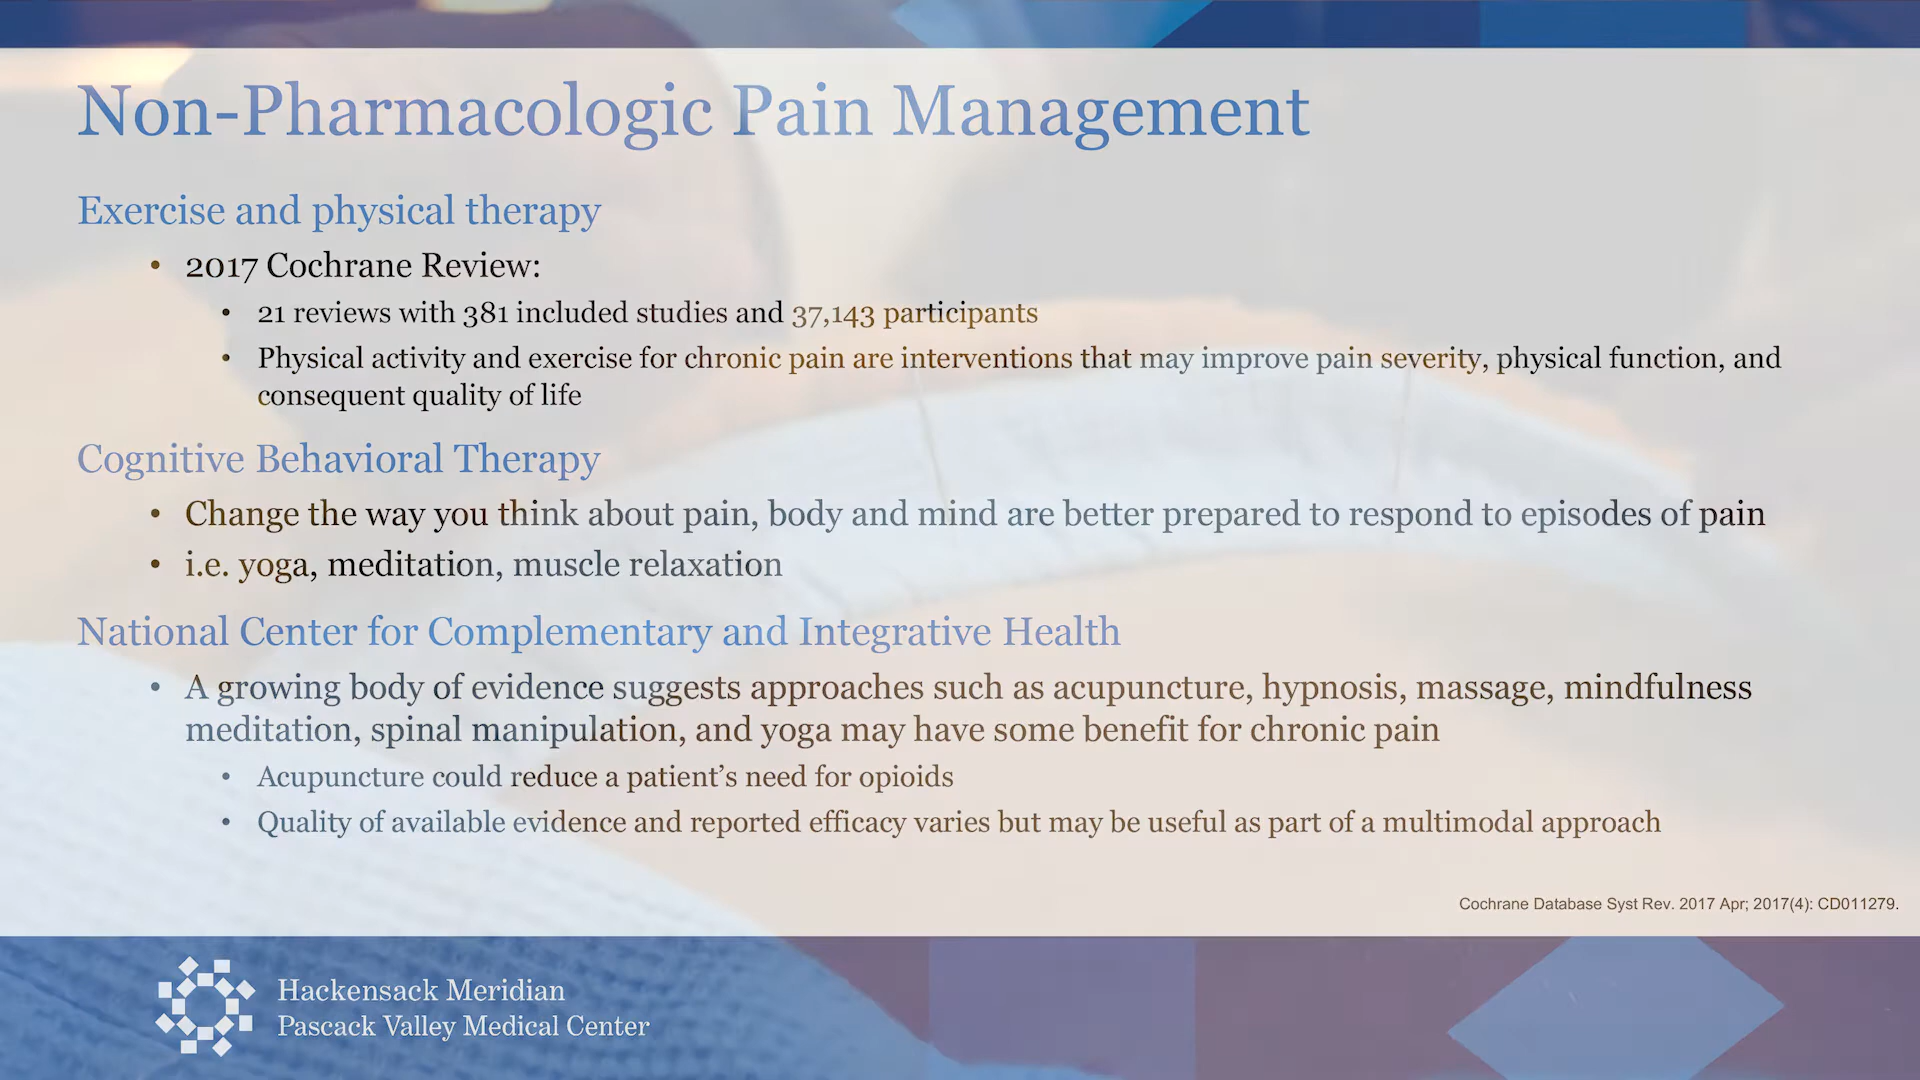 Non-Pharmacologic Pain Management
Exercise and physical therapy
• 2017 Cochrane Review:
• 21 reviews with 381 included studies and 37,143 participants
• Physical activity and exercise for chronic pain are interventions that may improve pain severity, physical function, and
consequent quality of life
Cognitive Behavioral Therapy
• Change the way you think about pain, body and mind are better prepared to respond to episodes of pain
• i.e. yoga, meditation, muscle relaxation
National Center for Complementary and Integrative Health
• A growing body of evidence suggests approaches such as acupuncture, hypnosis, massage, mindfulness
meditation, spinal manipulation, and yoga may have some benefit for chronic pain
• Acupuncture could reduce a patient’s need for opioids
• Quality of available evidence and reported efficacy varies but may be useful as part of a multimodal approach
Cochrane Database Syst Rev. 2017 Apr; 2017(4): CD011279.
Hackensack Meridian
Pascack Valley Medical Center